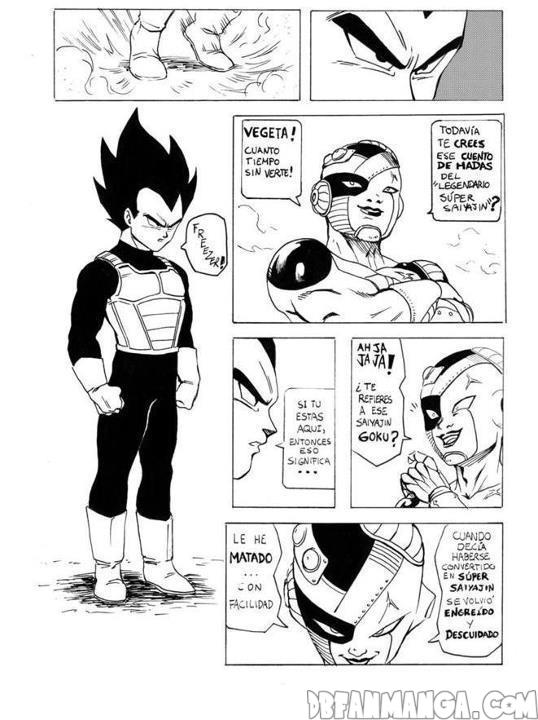 FREEZER!
VEGETA!
CUANTO
TIEMPO
SIN VERTE!
TODAVÍA
TE CREES
ESE CUENTO
DE HADAS
DEL
"LEGENDARIO
SÚPER
SAIYAJIN"?
SI TU
ESTAS
AQUI,
ENTONCES
ESO
SIGNIFICA
...
AH JA
JA JA!
¿TE
REFIERES
A ESE
SAIYAJIN
GOKU?
LE HE
MATADO
...
CON
FACILIDAD
CUANDO
DECÍA
HABERSE
CONVERTIDO
EN SÚPER
SAIYAJIN
SE VOLVIÓ
ENGREÍDO
Y
DESCUIDADO
DBFANMANGA.COM